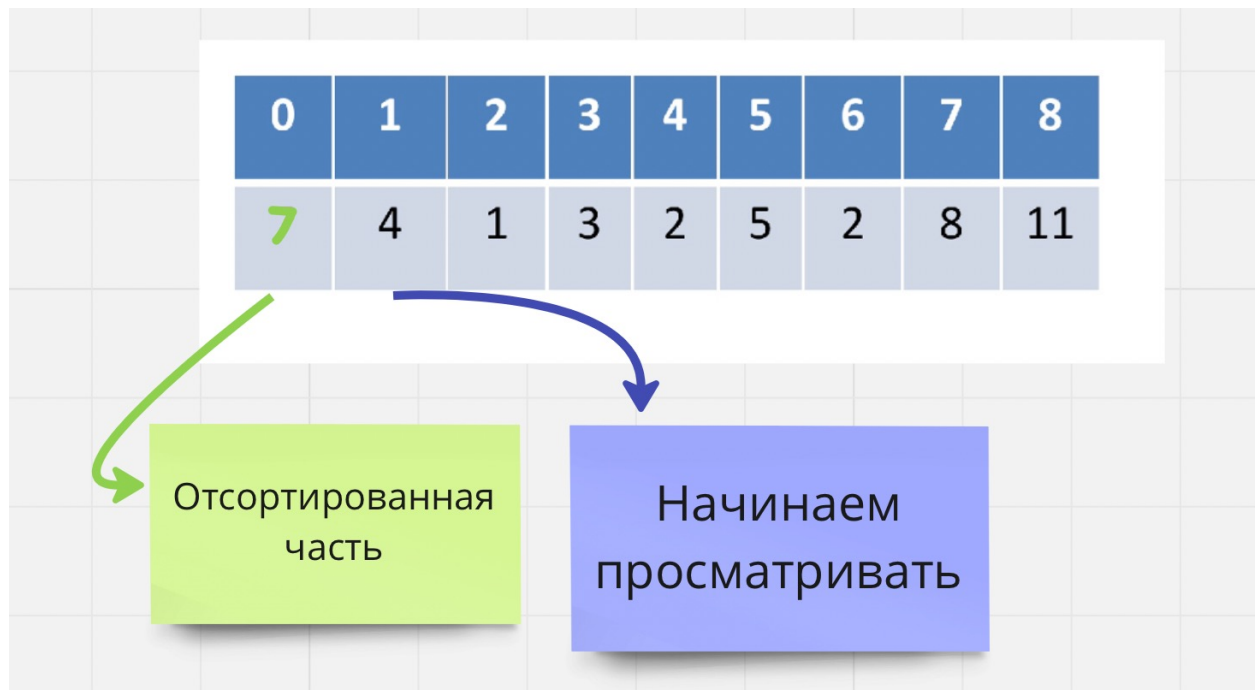 0 1 2 3 4 5 6 7 8
7 4 1 3 2 5 2 8 11
Отсортированная
часть
Начинаем
просматривать